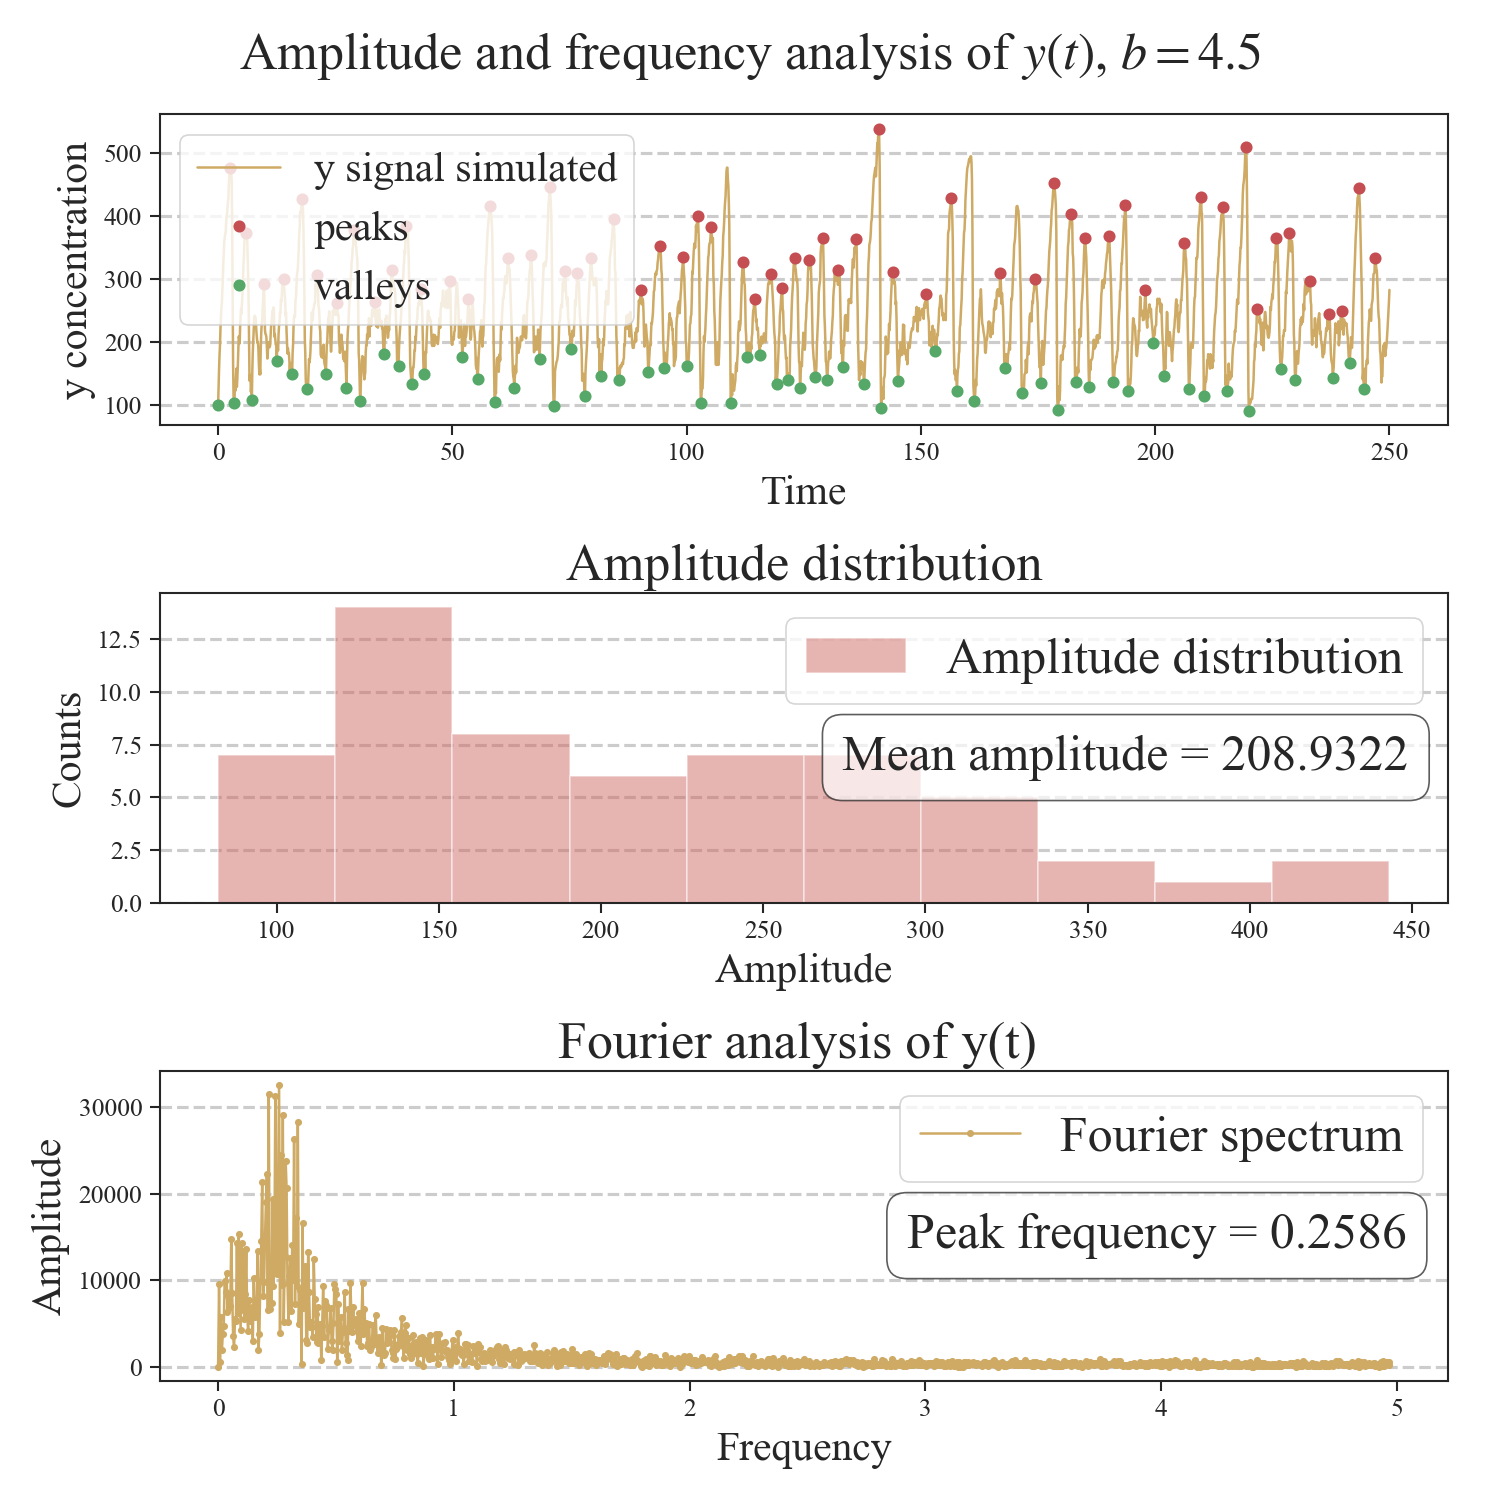 Amplitude and frequency analysis of y(t), b = 4.5
y concentration
500
400
300
200
100
y signal simulated
peaks
valleys
0 50 100 150 200 250
Time
Amplitude distribution
Counts
12.5
10.0
7.5
5.0
2.5
0.0
Amplitude distribution
Mean amplitude = 208.9322
100 150 200 250 300 350 400 450
Amplitude
Fourier analysis of y(t)
Amplitude
30000
20000
10000
0
Fourier spectrum
Peak frequency = 0.2586
0 1 2 3 4 5
Frequency